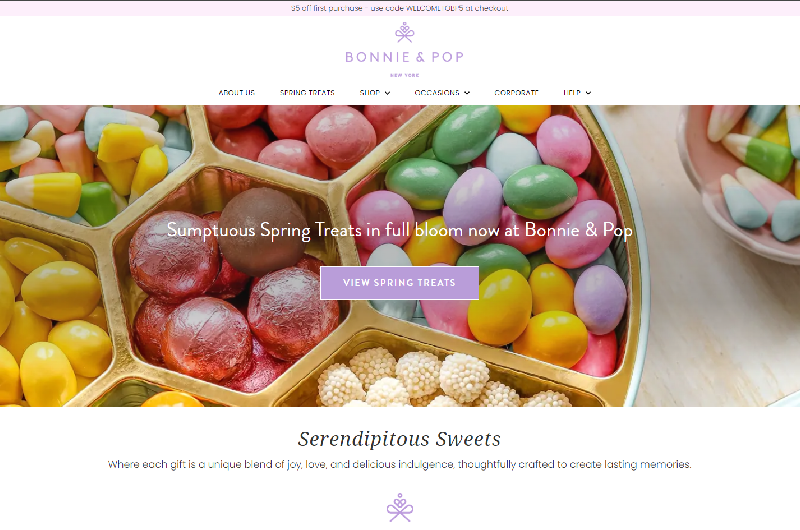 $5 off first purchase - use code WELCOMETOBP5 at checkout
BONNIE & POP
NEW YORK
ABOUT US SPRING TREATS SHOP OCCASIONS CORPORATE HELP
Sumptuous Spring Treats in full bloom now at Bonnie & Pop
VIEW SPRING TREATS
Serendipitous Sweets
Where each gift is a unique blend of joy, love, and delicious indulgence, thoughtfully crafted to create lasting memories.